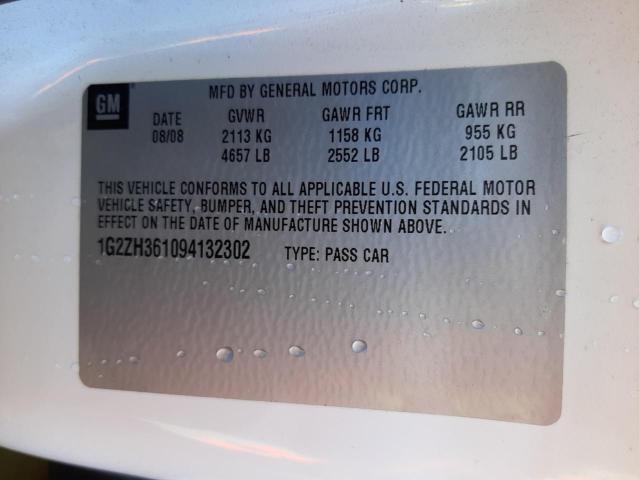 GM
MFD BY GENERAL MOTORS CORP.
DATE GVWR GAWR FRT GAWR RR
08/08 2113 KG 1158 KG 955 KG
4657 LB 2552 LB 2105 LB
THIS VEHICLE CONFORMS TO ALL APPLICABLE U.S. FEDERAL MOTOR
VEHICLE SAFETY, BUMPER, AND THEFT PREVENTION STANDARDS IN
EFFECT ON THE DATE OF MANUFACTURE SHOWN ABOVE.
1G2ZH361094132302 TYPE: PASS CAR